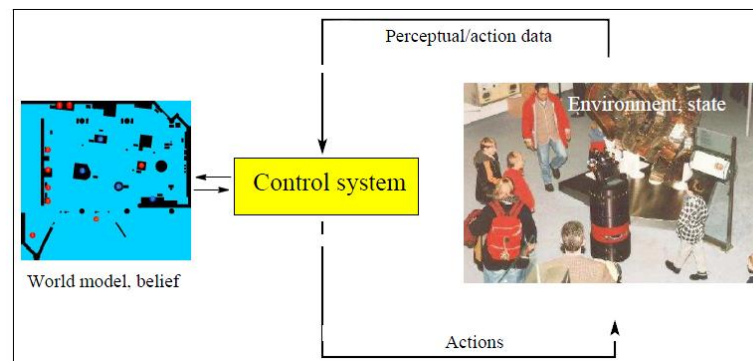 Perceptual/action data
Environment, state
Control system
World model, belief
Actions